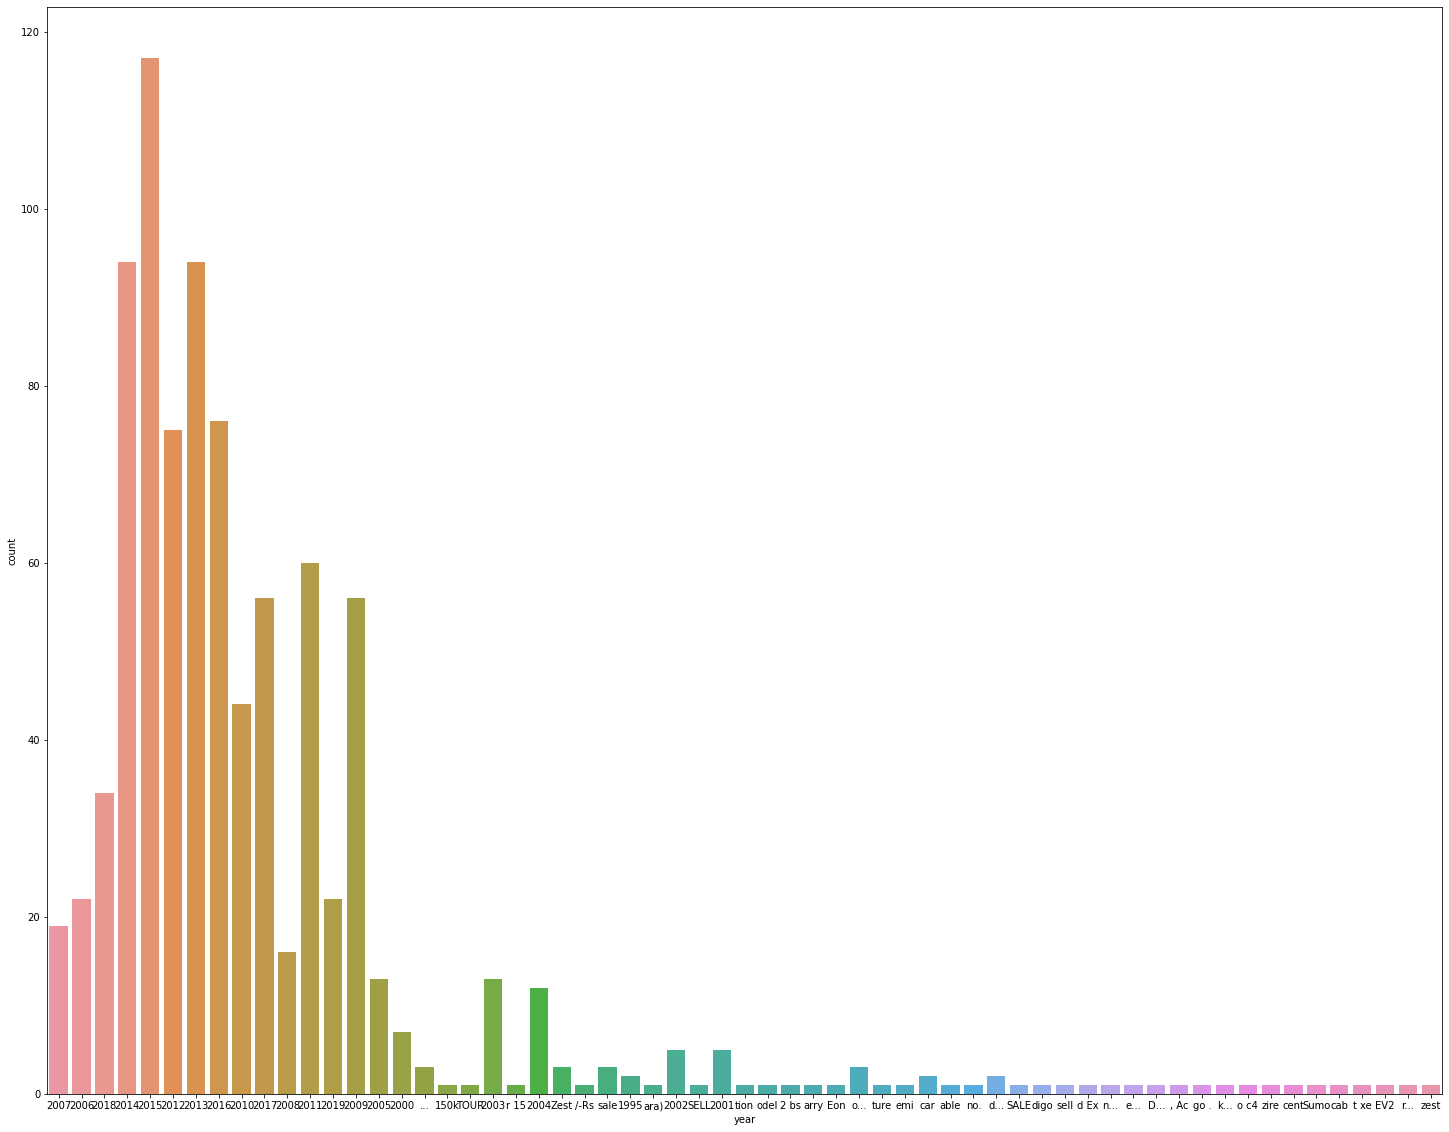 120
100
80
60
40
20
0
count
2007 2006 2018 2014 2015 2012 2013 2016 2010 2017 2008 2011 2019 2009 2005 2000 ... 150k TOUR 2003 r 15 2004 Zest /-Rs sale 1995 ara) 2002 SELL 2001 tion odel 2 bs arry Eon o... ture emi car able no. d... SALE digo sell d Ex n... e... D... , Ac go . k... o c4 zire cent Sumo cab t xe EV2 r... zest
year